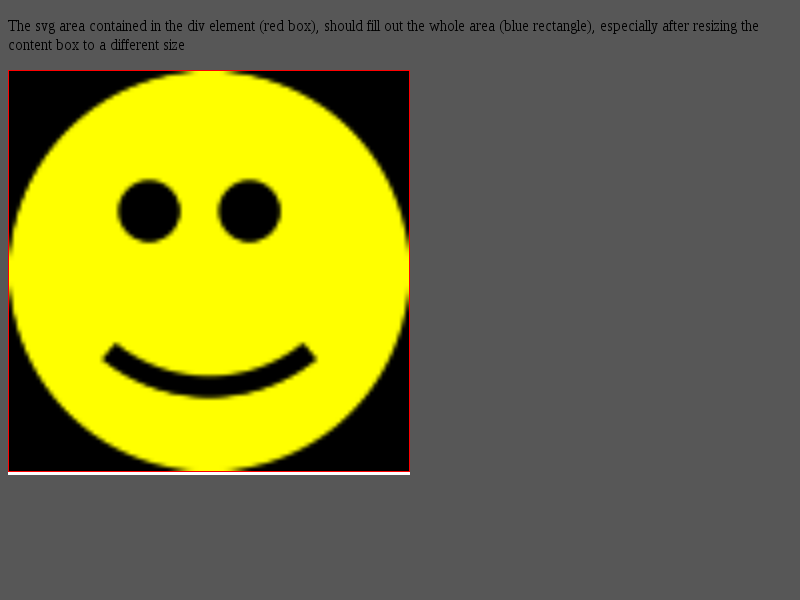 The svg area contained in the div element (red box), should fill out the whole area (blue rectangle), especially after resizing the
content box to a different size